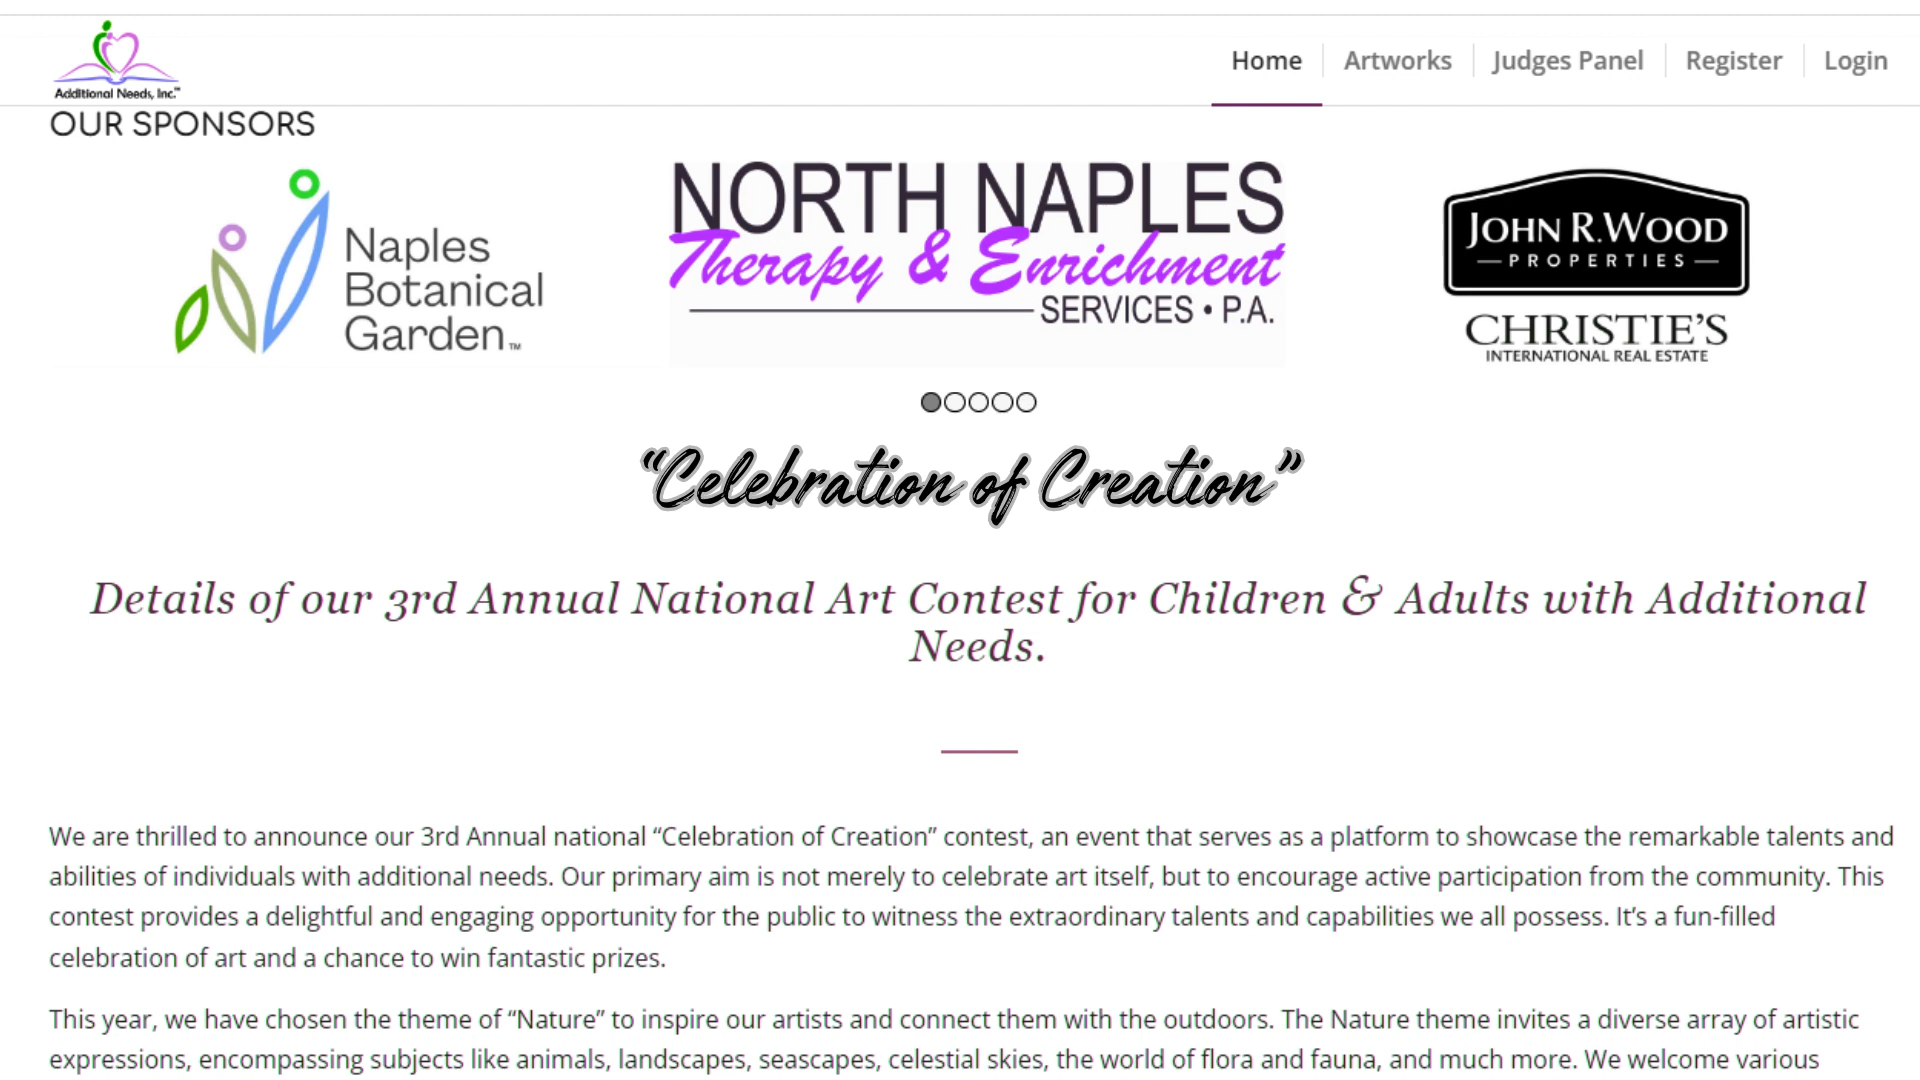 Additional Needs, Inc.™
Home
Artworks
Judges Panel
Register
Login
OUR SPONSORS
Naples
Botanical
Garden™
NORTH NAPLES
Therapy & Enrichment
SERVICES • P.A.
JOHN R. WOOD
PROPERTIES
CHRISTIE'S
INTERNATIONAL REAL ESTATE
“Celebration of Creation”
Details of our 3rd Annual National Art Contest for Children & Adults with Additional
Needs.
We are thrilled to announce our 3rd Annual national “Celebration of Creation” contest, an event that serves as a platform to showcase the remarkable talents and
abilities of individuals with additional needs. Our primary aim is not merely to celebrate art itself, but to encourage active participation from the community. This
contest provides a delightful and engaging opportunity for the public to witness the extraordinary talents and capabilities we all possess. It’s a fun-filled
celebration of art and a chance to win fantastic prizes.
This year, we have chosen the theme of “Nature” to inspire our artists and connect them with the outdoors. The Nature theme invites a diverse array of artistic
expressions, encompassing subjects like animals, landscapes, seascapes, celestial skies, the world of flora and fauna, and much more. We welcome various